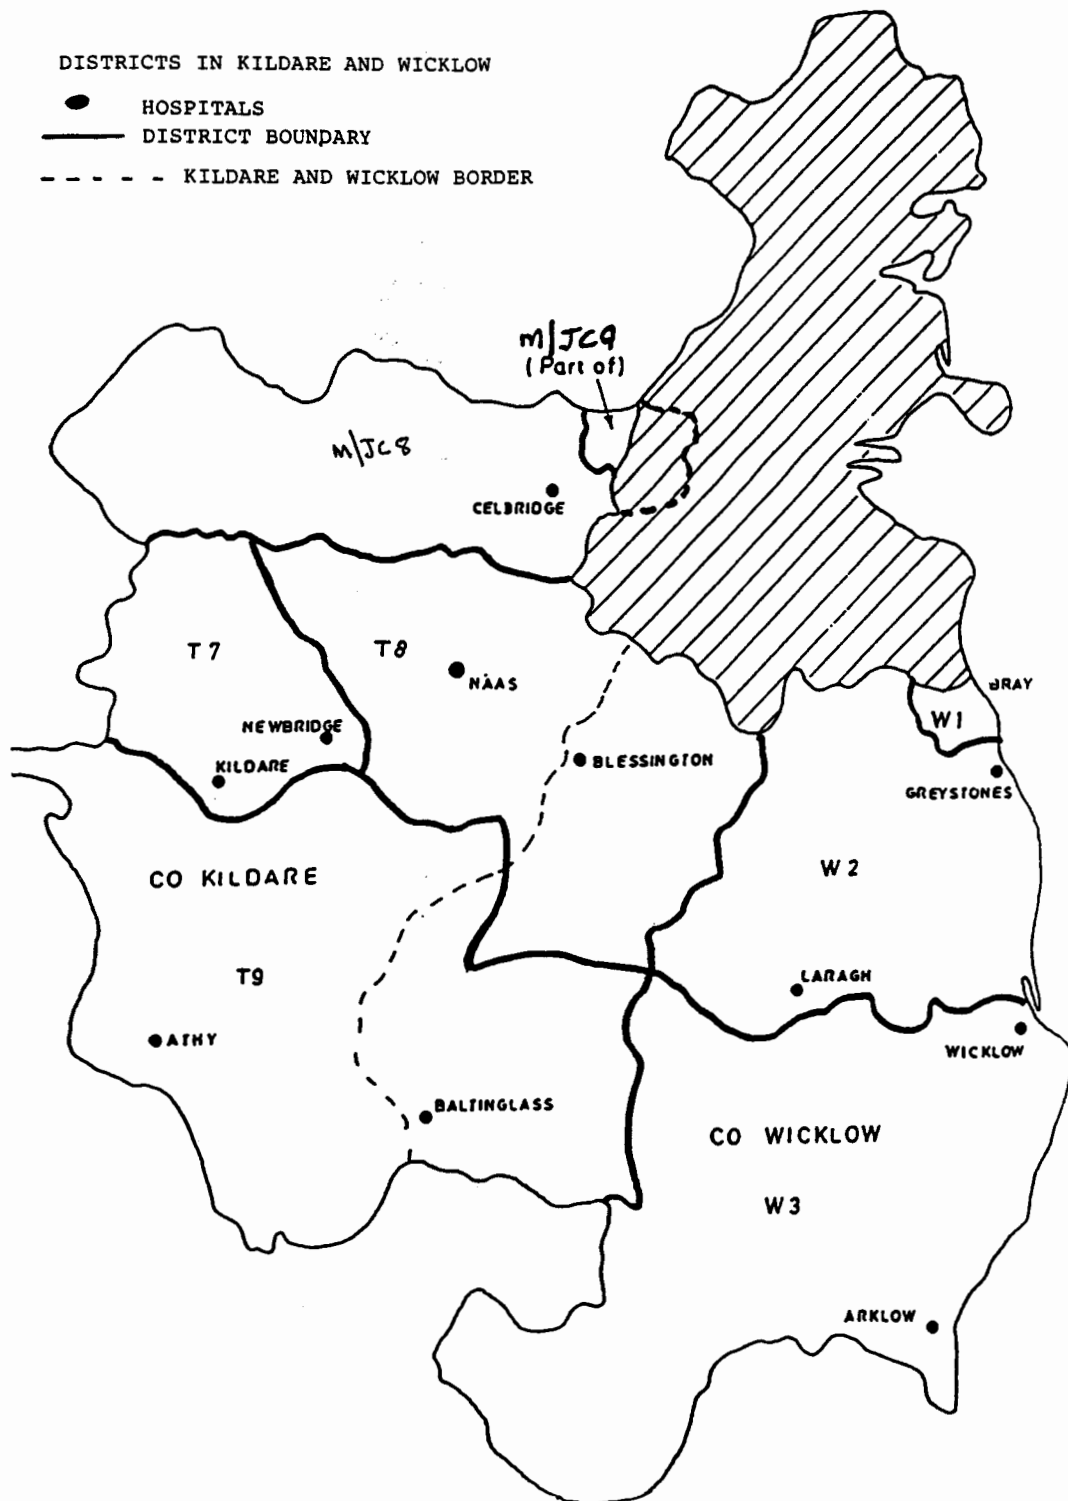 DISTRICTS IN KILDARE AND WICKLOW
HOSPITALS
DISTRICT BOUNDARY
KILDARE AND WICKLOW BORDER
M/JC9
(Part of)
M/JC8
CELBRIDGE
T7
T8
NAAS
BRAY
W1
NEWBRIDGE
KILDARE
BLESSINGTON
GREYSTONES
CO KILDARE
W2
T9
LARAGH
ATHY
WICKLOW
BALTINGLASS
CO WICKLOW
W3
ARKLOW